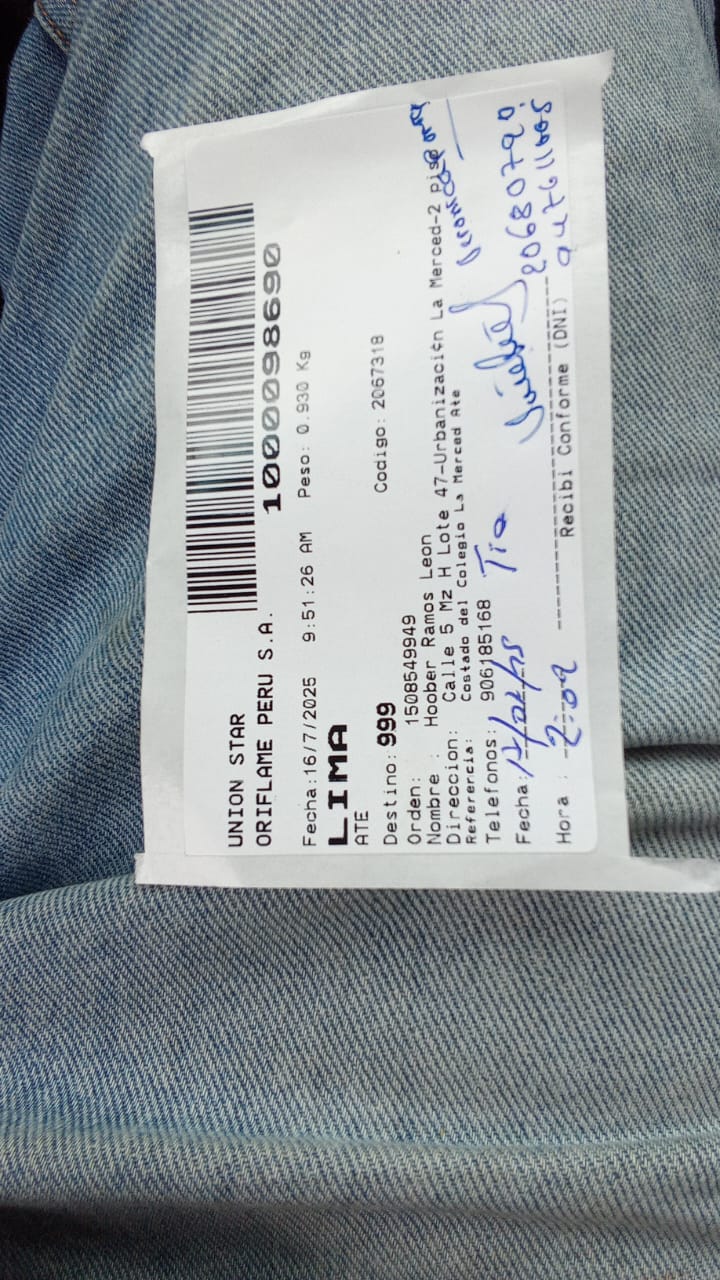 UNION STAR
ORIFLAME PERU S.A.
1000098690
Fecha:16/7/2025 9:51:26 AM Peso: 0.930 Kg
LIMA
ATE
Destino: 999 Codigo: 2067318
Orden: 1508549949
Nombre : Hoober Ramos Leon
Direccion: Calle 5 Mz H Lote 47-Urbanización La Merced-2 piso
Referencia: Costado del Colegio La Merced Ate
Telefonos: 906185168 Tia
Fecha:
Hora :
Recibi Conforme (DNI)